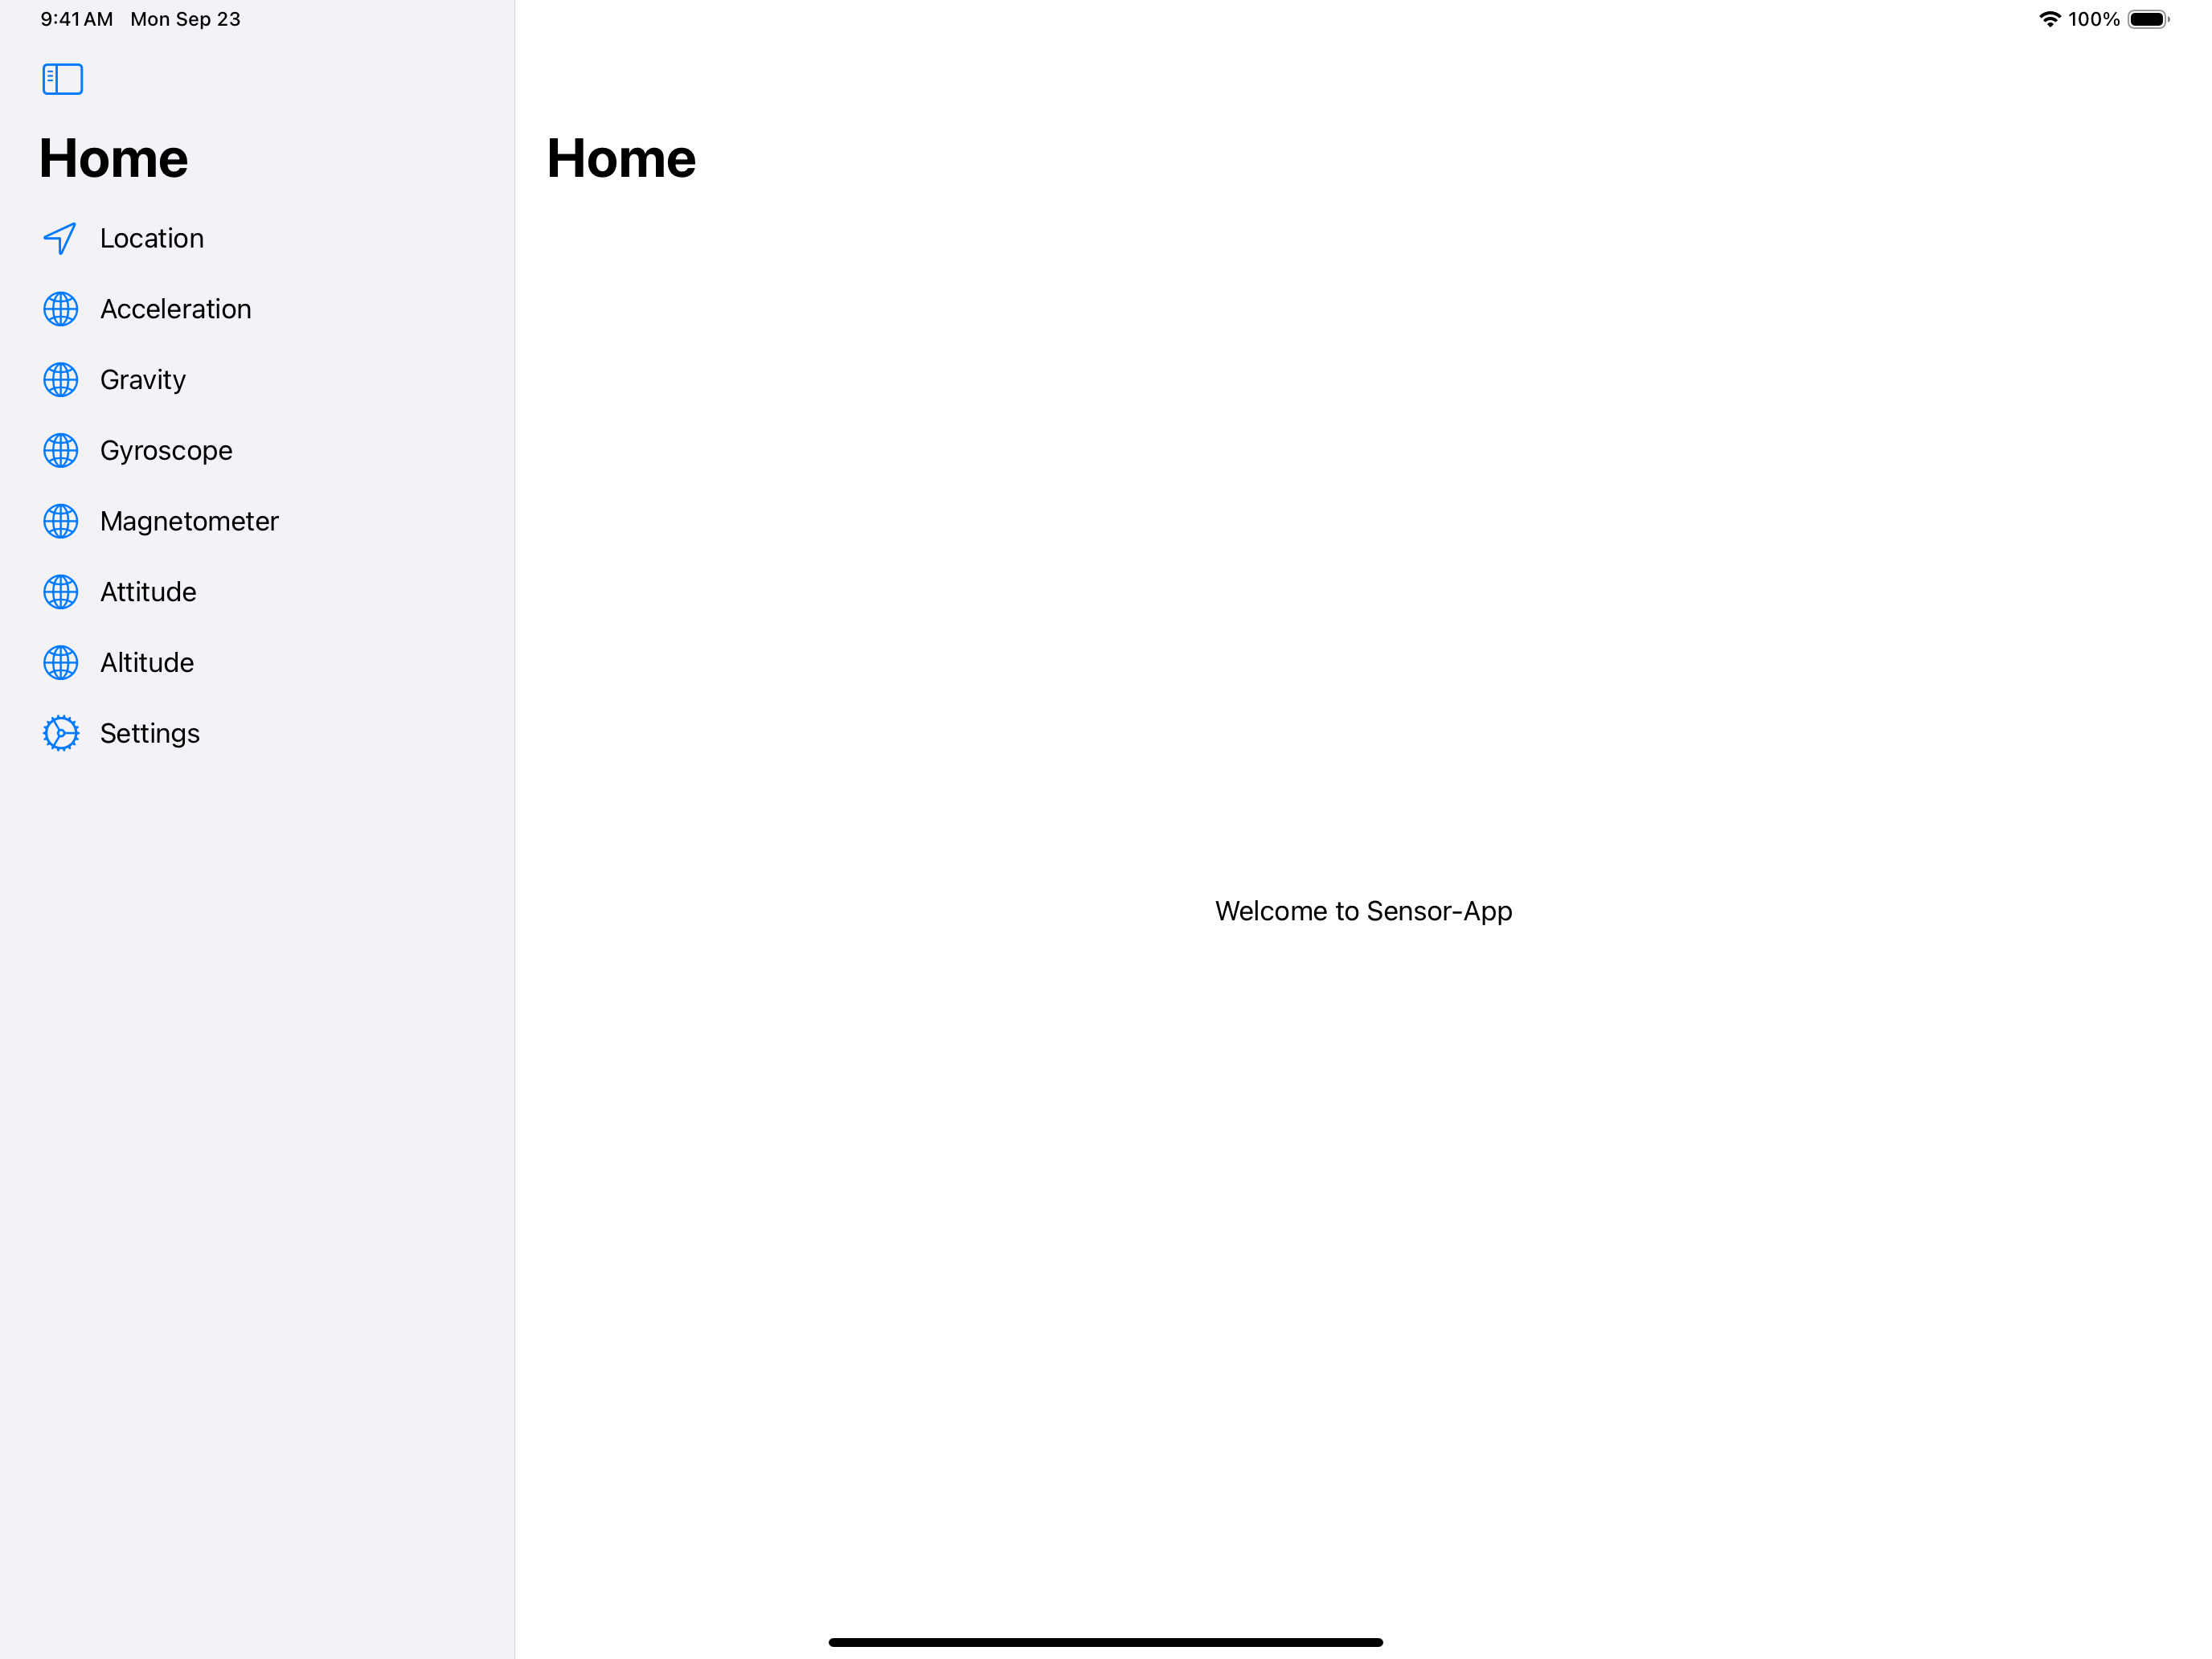 9:41 AM Mon Sep 23
100%
Home
Location
Acceleration
Gravity
Gyroscope
Magnetometer
Attitude
Altitude
Settings
Home
Welcome to Sensor-App